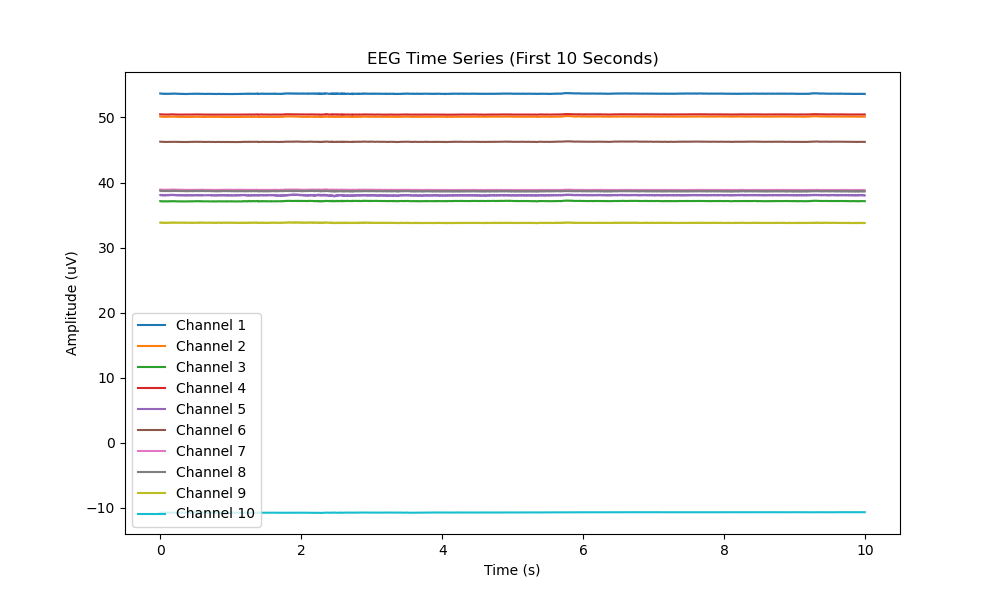 EEG Time Series (First 10 Seconds)
Amplitude (uV)
50
40
30
20
10
0
−10
Channel 1
Channel 2
Channel 3
Channel 4
Channel 5
Channel 6
Channel 7
Channel 8
Channel 9
Channel 10
0 2 4 6 8 10
Time (s)